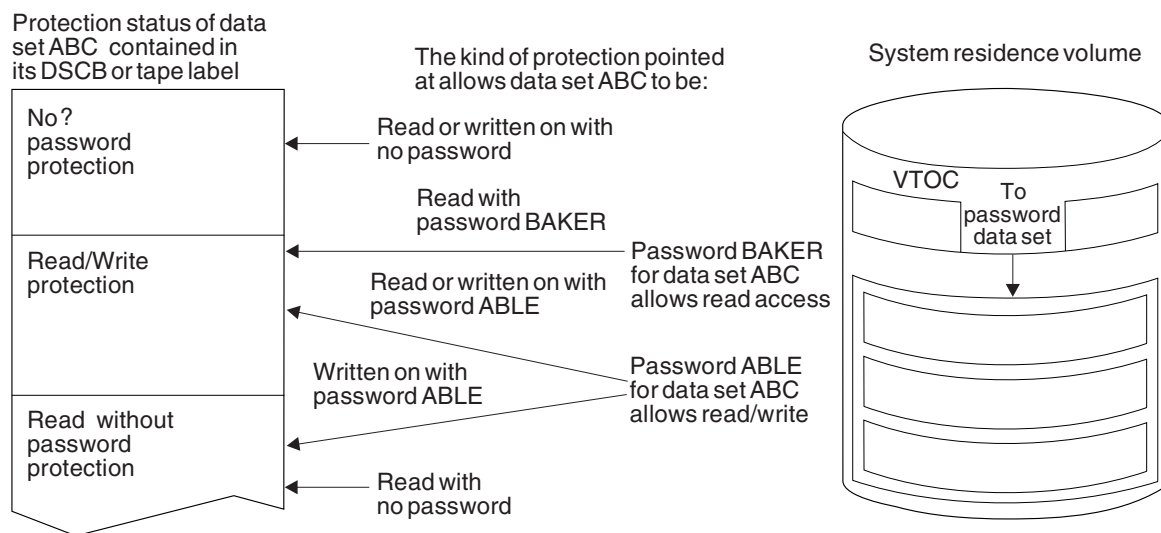 Protection status of data
set ABC contained in
its DSCB or tape label
The kind of protection pointed
at allows data set ABC to be:
System residence volume
No?
password
protection
Read or written on with
no password
Read with
password BAKER
Read/Write
protection
Password BAKER
for data set ABC
allows read access
Read or written on with
password ABLE
Written on with
password ABLE
Password ABLE
for data set ABC
allows read/write
Read without
password
protection
Read with
no password
VTOC
To
password
data set